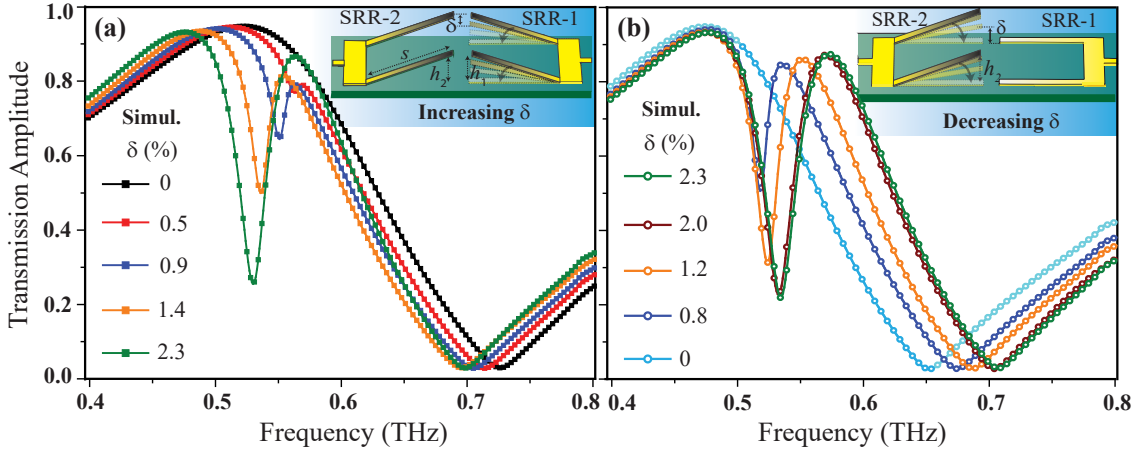 (a)
SRR-2
SRR-1
δ
s
h2
h1
Increasing δ
Simul.
δ (%)
0
0.5
0.9
1.4
2.3
1.0
0.8
0.6
0.4
0.2
0.0
Transmission Amplitude
0.4
0.5
0.6
0.7
0.8
Frequency (THz)
(b)
SRR-2
SRR-1
δ
h2
Decreasing δ
Simul.
δ (%)
2.3
2.0
1.2
0.8
0
0.4
0.5
0.6
0.7
0.8
Frequency (THz)